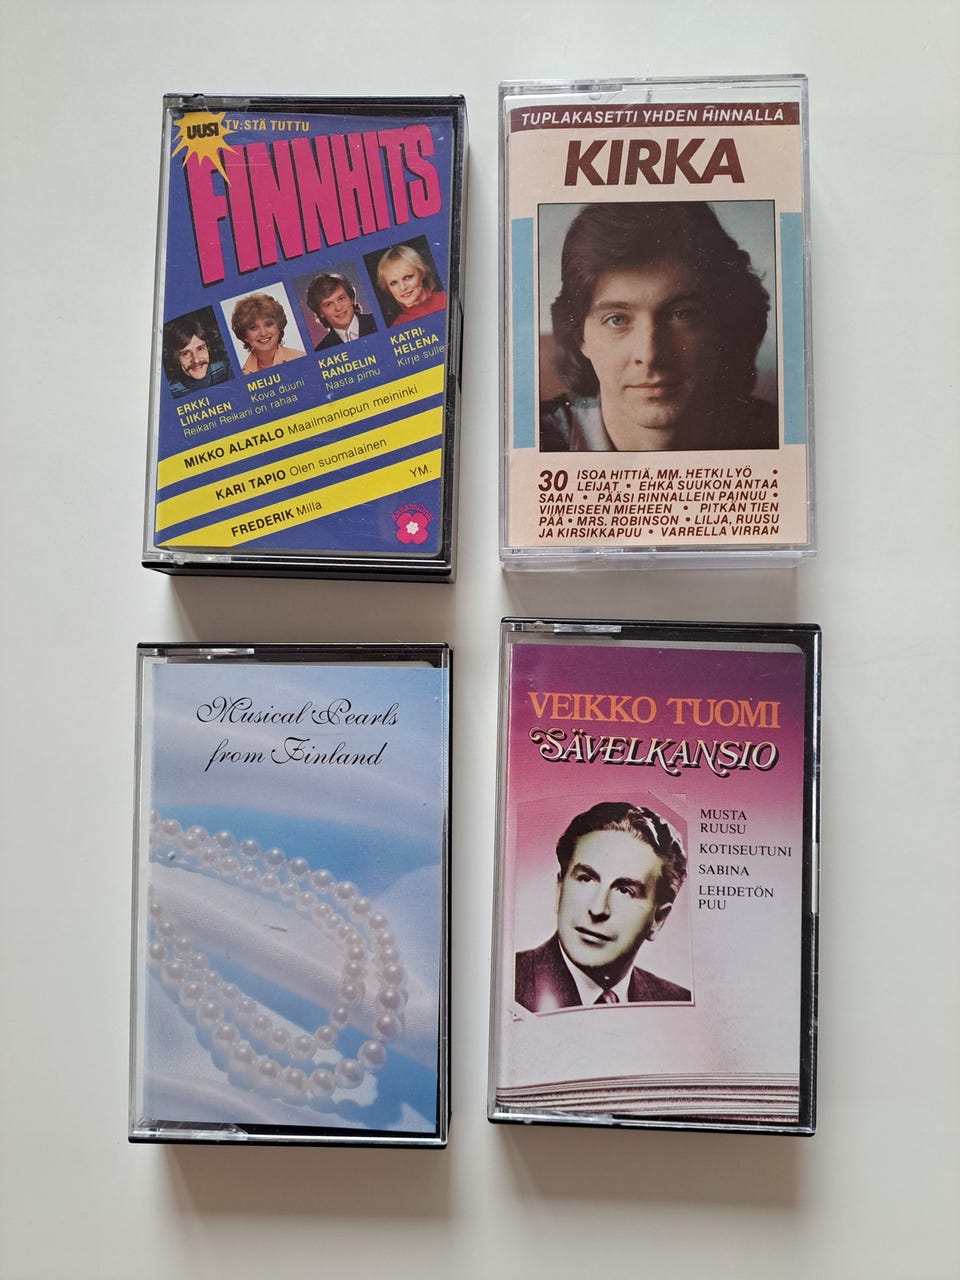 UUSI TV:STÄ TUTTU
FINNHITS
ERKKI
LIIKANEN
Reikani Reikani on rahaa
MEIJU
Kova duuni
KAKE
RANDELIN
Nasta pimu
KATRI-
HELENA
Kirje sulle
MIKKO ALATALO Maailmanlopun meininki
KARI TAPIO Olen suomalainen
FREDERIK Milla
YM.
TUPLAKASETTI YHDEN HINNALLA
KIRKA
30 ISOA HITTIÄ, MM. HETKI LYÖ •
LEIJAT • EHKÄ SUUKON ANTAA
SAAN • PÄÄSI RINNALLEIN PAINUU •
VIIMEISEEN MIEHEEN • PITKÄN TIEN
PÄÄ • MRS. ROBINSON • LILJA, RUUSU
JA KIRSIKKAPUU • VARRELLA VIRRAN
Musical Pearls
from Finland
VEIKKO TUOMI
SÄVELKANSIO
MUSTA
RUUSU
KOTISEUTUNI
SABINA
LEHDETÖN
PUU